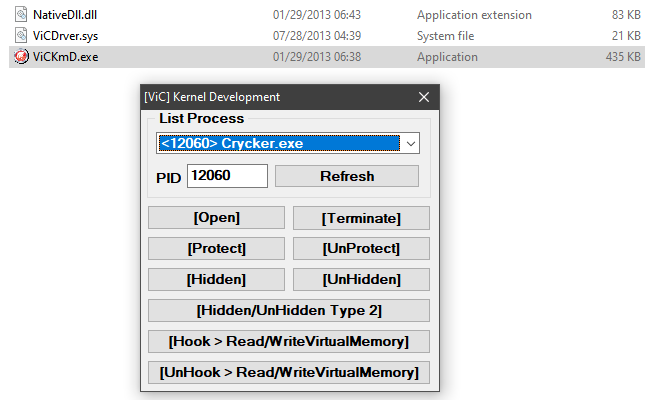 NativeDll.dll 01/29/2013 06:43 Application extension 83 KB
ViCDrver.sys 07/28/2013 04:39 System file 21 KB
ViCKmD.exe 01/29/2013 06:38 Application 435 KB
[ViC] Kernel Development
List Process
<12060> Crycker.exe
PID 12060 Refresh
[Open] [Terminate]
[Protect] [UnProtect]
[Hidden] [UnHidden]
[Hidden/UnHidden Type 2]
[Hook > Read/WriteVirtualMemory]
[UnHook > Read/WriteVirtualMemory]